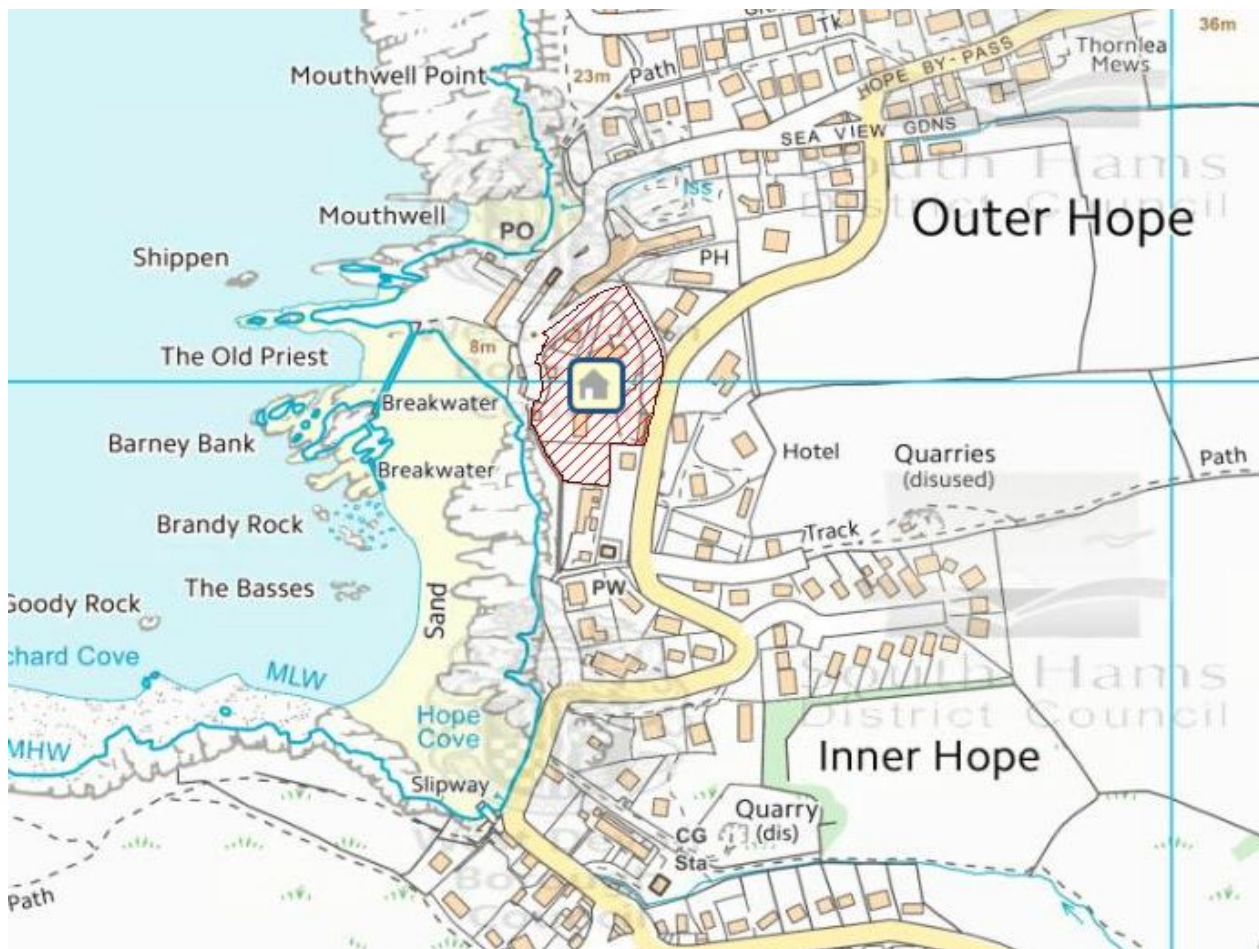 36m
Tk
Thornlea
Mews
Mouthwell Point
23m
Path
HOPE BY-PASS
SEA VIEW GDNS
South Hams
District Council
Iss
Outer Hope
Mouthwell
PO
PH
Shippen
The Old Priest
8m
Breakwater
Barney Bank
Breakwater
Hotel
Quarries
(disused)
Path
Brandy Rock
Track
The Basses
PW
Goody Rock
Sand
chard Cove
MLW
South Hams
District Council
MHW
Hope
Cove
Inner Hope
Slipway
Quarry
(dis)
CG
Sta
Path